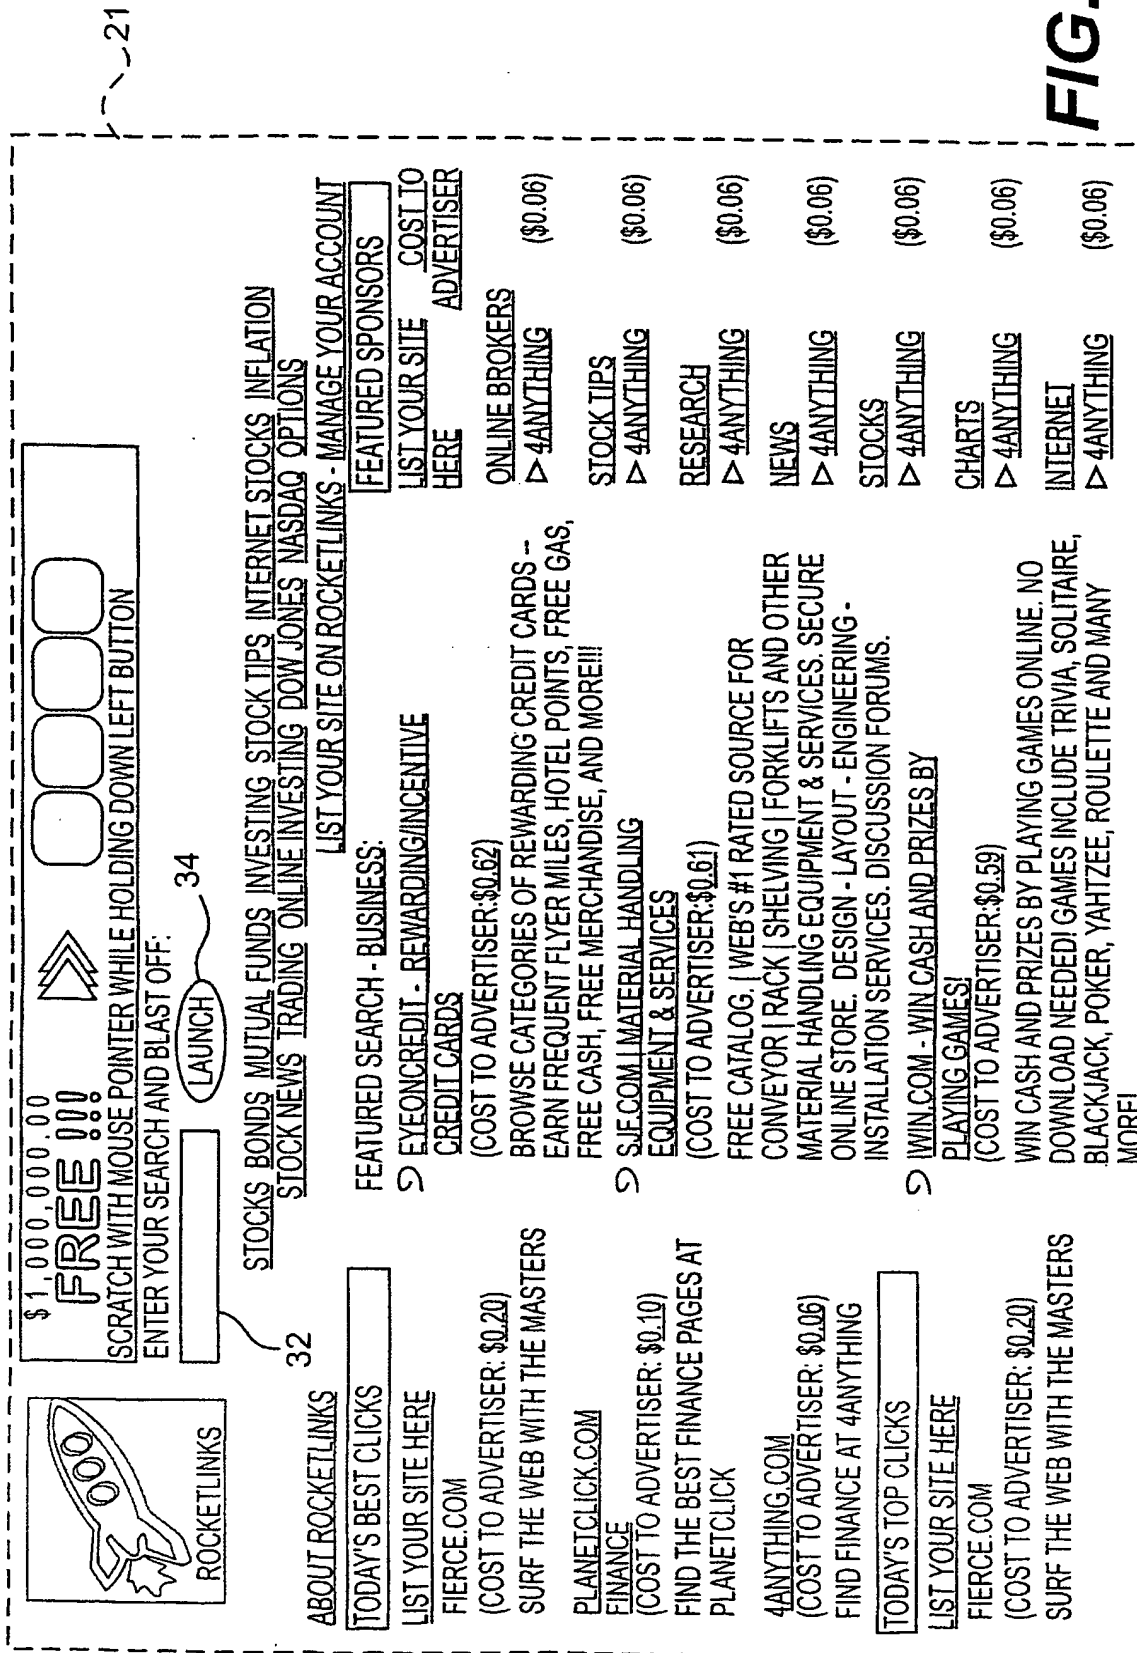 21
$1,000,000.00
FREE !!!
SCRATCH WITH MOUSE POINTER WHILE HOLDING DOWN LEFT BUTTON
ENTER YOUR SEARCH AND BLAST OFF:
LAUNCH
34
32
ROCKETLINKS
STOCKS BONDS MUTUAL FUNDS INVESTING STOCK TIPS INTERNET STOCKS INFLATION
STOCK NEWS TRADING ONLINE INVESTING DOW JONES NASDAQ OPTIONS
LIST YOUR SITE ON ROCKETLINKS - MANAGE YOUR ACCOUNT
ABOUT ROCKETLINKS
TODAY'S BEST CLICKS
LIST YOUR SITE HERE
FIERCE.COM
(COST TO ADVERTISER: $0.20)
SURF THE WEB WITH THE MASTERS
PLANETCLICK.COM
FINANCE
(COST TO ADVERTISER: $0.10)
FIND THE BEST FINANCE PAGES AT
PLANETCLICK
4ANYTHING.COM
(COST TO ADVERTISER: $0.06)
FIND FINANCE AT 4ANYTHING
TODAY'S TOP CLICKS
LIST YOUR SITE HERE
FIERCE.COM
(COST TO ADVERTISER: $0.20)
SURF THE WEB WITH THE MASTERS
FEATURED SEARCH - BUSINESS:
EYEONCREDIT - REWARDING/INCENTIVE
CREDIT CARDS
(COST TO ADVERTISER:$0.62)
BROWSE CATEGORIES OF REWARDING CREDIT CARDS --
EARN FREQUENT FLYER MILES, HOTEL POINTS, FREE GAS,
FREE CASH, FREE MERCHANDISE, AND MORE!!!
SJF.COM | MATERIAL HANDLING
EQUIPMENT & SERVICES
(COST TO ADVERTISER:$0.61)
FREE CATALOG, | WEB'S #1 RATED SOURCE FOR
CONVEYOR | RACK | SHELVING | FORKLIFTS AND OTHER
MATERIAL HANDLING EQUIPMENT & SERVICES. SECURE
ONLINE STORE. DESIGN - LAYOUT - ENGINEERING -
INSTALLATION SERVICES. DISCUSSION FORUMS.
IWIN.COM - WIN CASH AND PRIZES BY
PLAYING GAMES!
(COST TO ADVERTISER:$0.59)
WIN CASH AND PRIZES BY PLAYING GAMES ONLINE. NO
DOWNLOAD NEEDED! GAMES INCLUDE TRIVIA, SOLITAIRE,
BLACKJACK, POKER, YAHTZEE, ROULETTE AND MANY
MORE!
FEATURED SPONSORS
LIST YOUR SITE COST TO
HERE ADVERTISER
ONLINE BROKERS
▷ 4ANYTHING ($0.06)
STOCK TIPS
▷ 4ANYTHING ($0.06)
RESEARCH
▷ 4ANYTHING ($0.06)
NEWS
▷ 4ANYTHING ($0.06)
STOCKS
▷ 4ANYTHING ($0.06)
CHARTS
▷ 4ANYTHING ($0.06)
INTERNET
▷ 4ANYTHING ($0.06)
FIG.